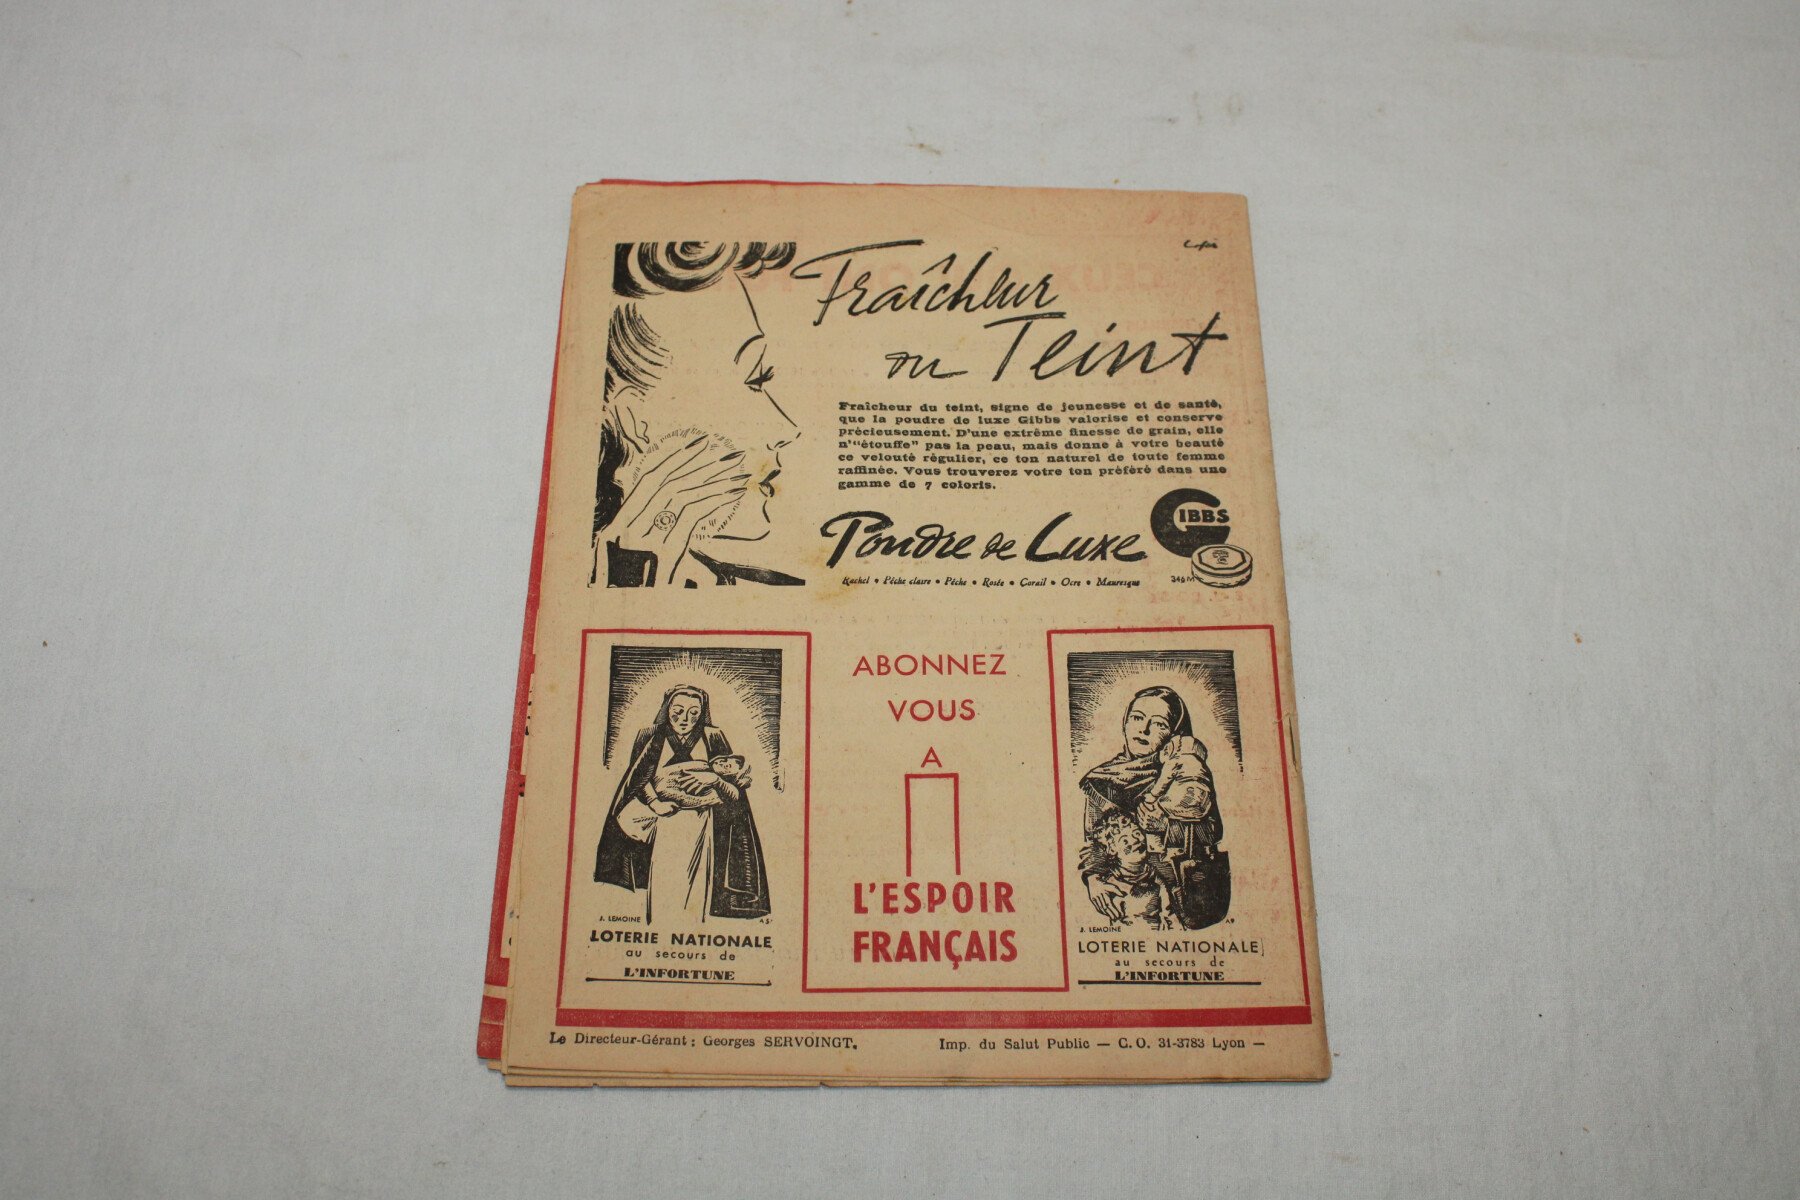 Fraîcheur
du Teint
Fraîcheur du teint, signe de jeunesse et de santé,
que la poudre de luxe Gibbs valorise et conserve
précieusement. D'une extrême finesse de grain, elle
n'"étouffe" pas la peau, mais donne à votre beauté
ce velouté régulier, ce ton naturel de toute femme
raffinée. Vous trouverez votre ton préféré dans une
gamme de 7 coloris.
GIBBS
Poudre de Luxe
Rachel • Pêche claire • Pêche • Rosée • Corail • Ocre • Mauresque
346 M
ABONNEZ
VOUS
A
L'ESPOIR
FRANÇAIS
J. LEMOINE
LOTERIE NATIONALE
au secours de
L'INFORTUNE
J. LEMOINE
LOTERIE NATIONALE
au secours de
L'INFORTUNE
Le Directeur-Gérant : Georges SERVOINGT.
Imp. du Salut Public — C. O. 31-3783 Lyon —